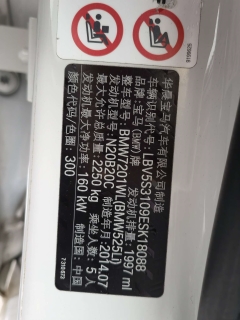 华晨宝马汽车有限公司制造
车辆识别代号: LBV5S3109ESK18088
品牌: 宝马 (BMW) 牌
整车型号: BMW7201WL(BMW525Li)
发动机型号: N20B20C 发动机排量: 1997 ml
最大允许总质量: 2250 kg 制造年月: 2014.07
发动机最大净功率: 160 kW 乘坐人数: 5 人
颜色代码/色圈: 300 制造国: 中国
7310473